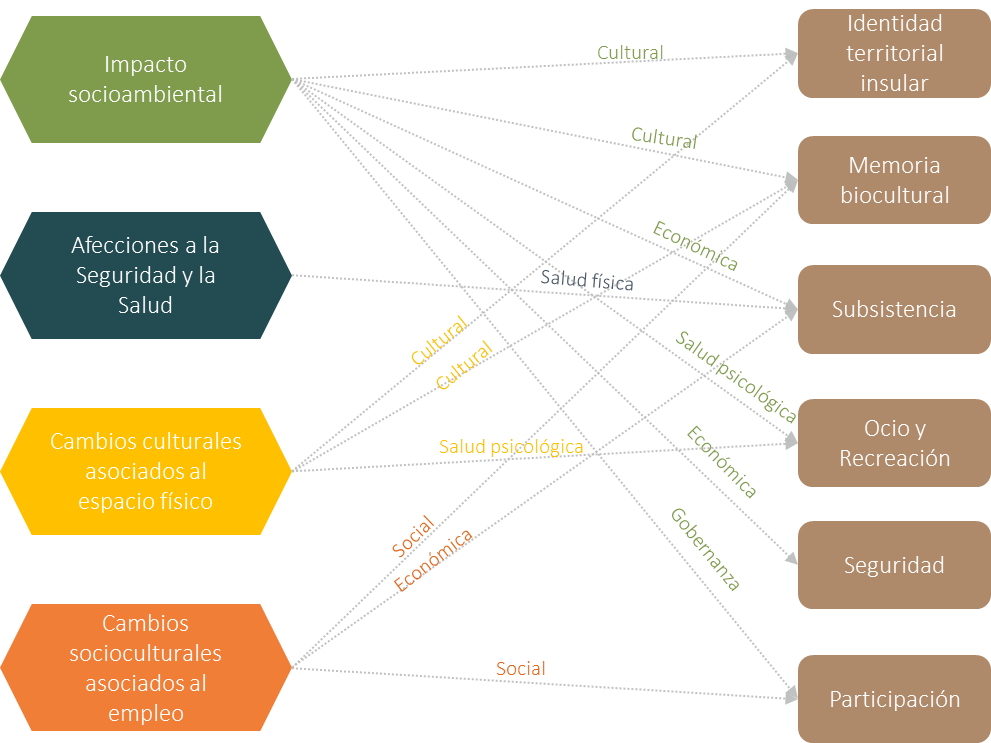 Impacto
socioambiental
Afecciones a la
Seguridad y la
Salud
Cambios culturales
asociados al
espacio físico
Cambios
socioculturales
asociados al
empleo
Cultural
Cultural
Económica
Salud física
Cultural
Cultural
Salud psicológica
Salud psicológica
Económica
Social
Económica
Gobernanza
Social
Identidad
territorial
insular
Memoria
biocultural
Subsistencia
Ocio y
Recreación
Seguridad
Participación